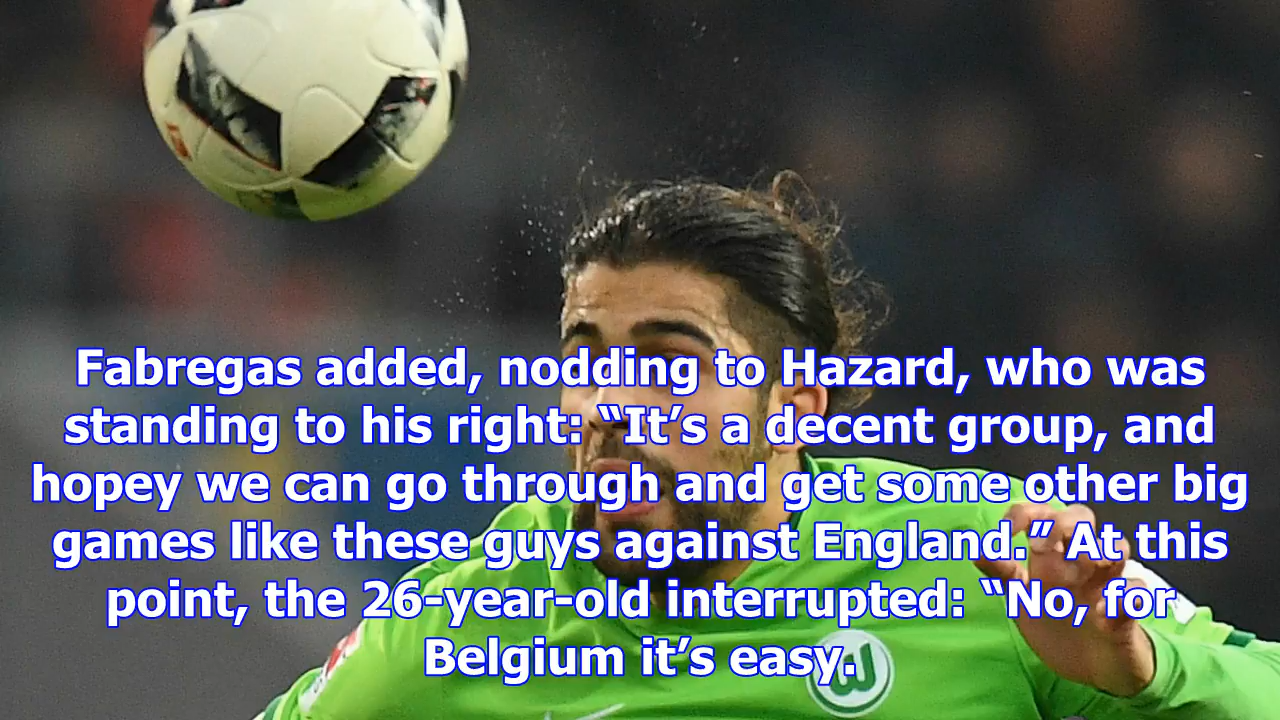 Fabregas added, nodding to Hazard, who was
standing to his right: “It’s a decent group, and
hopey we can go through and get some other big
games like these guys against England.” At this
point, the 26-year-old interrupted: “No, for
Belgium it’s easy.